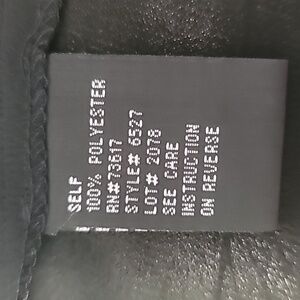 SELF
100% POLYESTER
RN#73617
STYLE# 6527
LOT# 2078
SEE CARE
INSTRUCTION
ON REVERSE